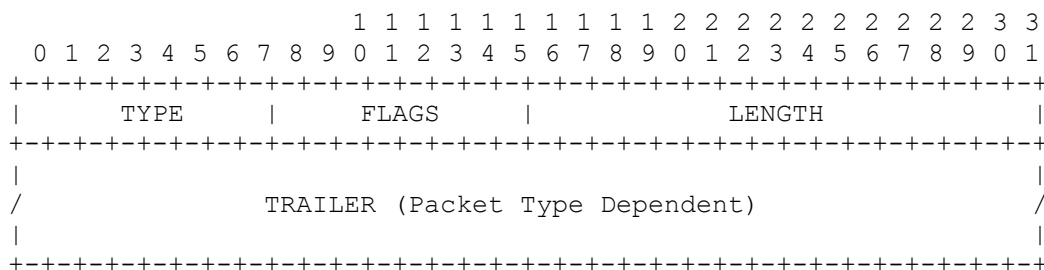 1 1 1 1 1 1 1 1 1 1 2 2 2 2 2 2 2 2 2 2 3 3
 0 1 2 3 4 5 6 7 8 9 0 1 2 3 4 5 6 7 8 9 0 1 2 3 4 5 6 7 8 9 0 1
+-+-+-+-+-+-+-+-+-+-+-+-+-+-+-+-+-+-+-+-+-+-+-+-+-+-+-+-+-+-+-+-+
|      TYPE     |     FLAGS     |            LENGTH             |
+-+-+-+-+-+-+-+-+-+-+-+-+-+-+-+-+-+-+-+-+-+-+-+-+-+-+-+-+-+-+-+-+
|                                                               |
/               TRAILER (Packet Type Dependent)                 /
|                                                               |
+-+-+-+-+-+-+-+-+-+-+-+-+-+-+-+-+-+-+-+-+-+-+-+-+-+-+-+-+-+-+-+-+